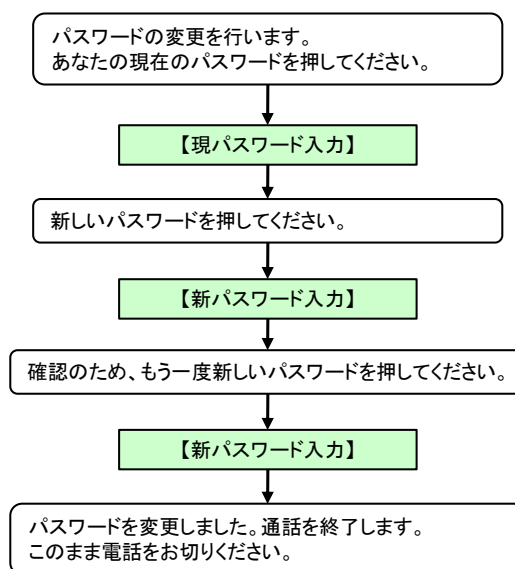 パスワードの変更を行います。
あなたの現在のパスワードを押してください。
【現パスワード入力】
新しいパスワードを押してください。
【新パスワード入力】
確認のため、もう一度新しいパスワードを押してください。
【新パスワード入力】
パスワードを変更しました。通話を終了します。
このまま電話をお切りください。